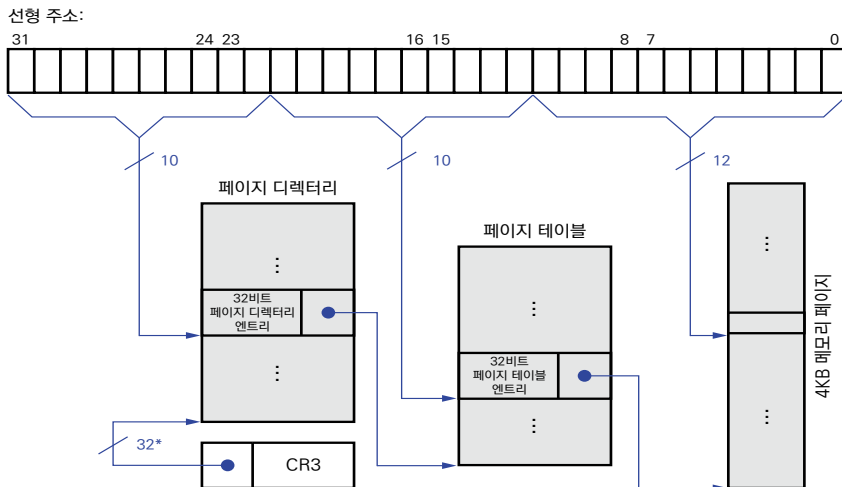 선형 주소:
31 24 23 16 15 8 7 0
10 10 12
페이지 디렉터리
페이지 테이블
⋮
32비트
페이지 디렉터리
엔트리
⋮
⋮
32비트
페이지 테이블
엔트리
⋮
⋮
⋮
4KB 메모리 페이지
32*
CR3